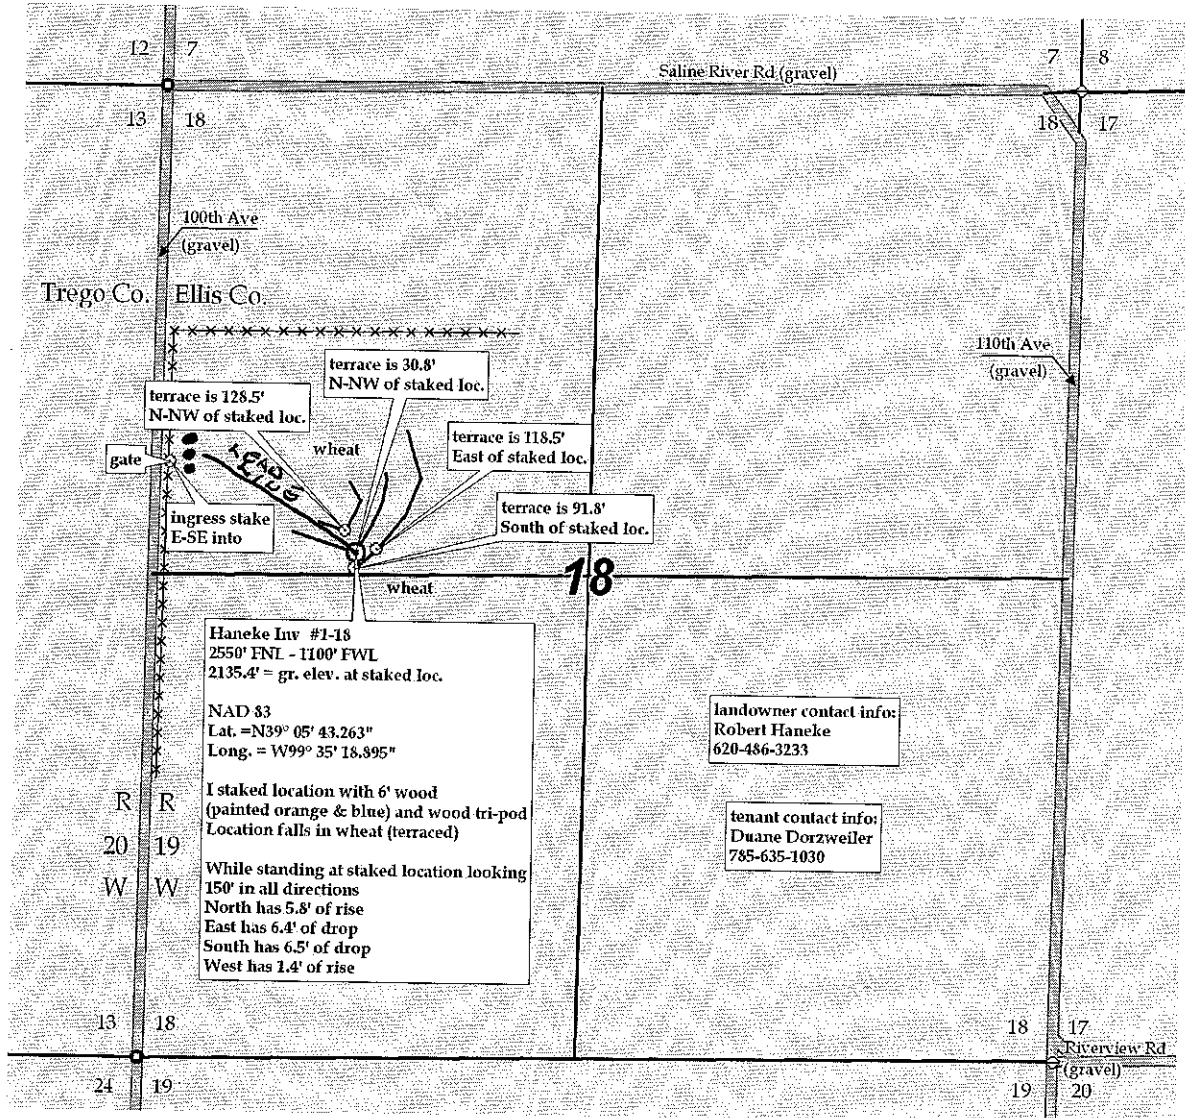 12 7
7 8
Saline River Rd (gravel)
13 18
18 17
100th Ave
(gravel)
Trego Co. Ellis Co.
110th Ave
(gravel)
terrace is 30.8'
N-NW of staked loc.
terrace is 128.5'
N-NW of staked loc.
wheat
terrace is 118.5'
East of staked loc.
gate
LEAD
LINE
terrace is 91.8'
South of staked loc.
ingress stake
E-SE into
18
wheat
Haneke Inv #1-18
2550' FNL - 1100' FWL
2135.4' = gr. elev. at staked loc.
NAD 83
Lat. =N39° 05' 43.263"
Long. = W99° 35' 18.895"
I staked location with 6' wood
(painted orange & blue) and wood tri-pod
Location falls in wheat (terraced)
While standing at staked location looking
150' in all directions
North has 5.8' of rise
East has 6.4' of drop
South has 6.5' of drop
West has 1.4' of rise
landowner contact info:
Robert Haneke
620-486-3233
tenant contact info:
Duane Dorzweiler
785-635-1030
R R
20 19
W W
13 18
18 17
Riverview Rd
(gravel)
24 19
19 20